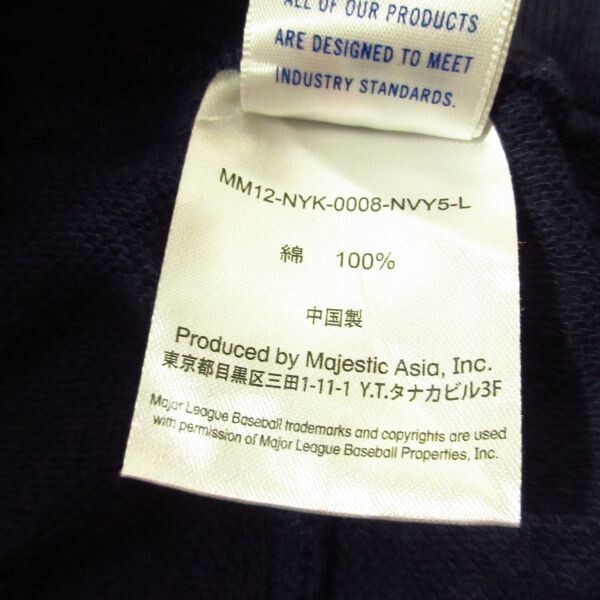 ALL OF OUR PRODUCTS
ARE DESIGNED TO MEET
INDUSTRY STANDARDS.
MM12-NYK-0008-NVY5-L
綿 100%
中国製
Produced by Majestic Asia, Inc.
東京都目黒区三田1-11-1 Y.T.タナカビル3F
Major League Baseball trademarks and copyrights are used
with permission of Major League Baseball Properties, Inc.